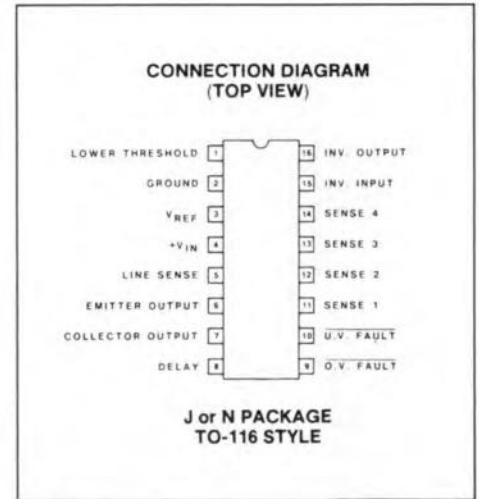 CONNECTION DIAGRAM
(TOP VIEW)
LOWER THRESHOLD 1
GROUND 2
VREF 3
+VIN 4
LINE SENSE 5
EMITTER OUTPUT 6
COLLECTOR OUTPUT 7
DELAY 8
16 INV. OUTPUT
15 INV. INPUT
14 SENSE 4
13 SENSE 3
12 SENSE 2
11 SENSE 1
10 U.V. FAULT
9 O.V. FAULT
J or N PACKAGE
TO-116 STYLE